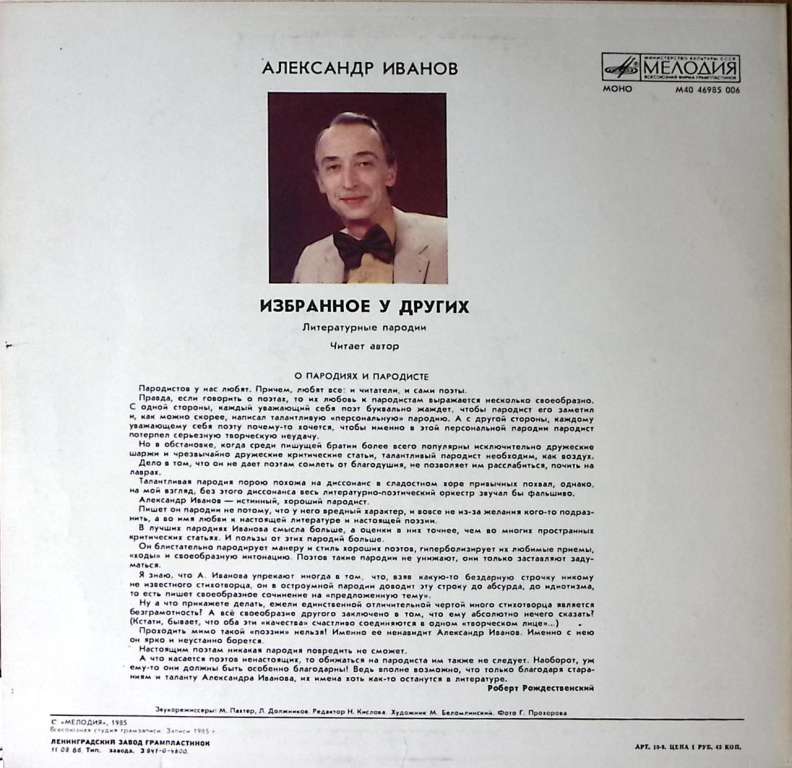 АЛЕКСАНДР ИВАНОВ
МИНИСТЕРСТВО КУЛЬТУРЫ СССР
МЕЛОДИЯ
ВСЕСОЮЗНАЯ ФИРМА ГРАМПЛАСТИНОК
МОНО М40 46985 006
ИЗБРАННОЕ У ДРУГИХ
Литературные пародии
Читает автор
О ПАРОДИЯХ И ПАРОДИСТЕ
Пародистов у нас любят. Причем, любят все: и читатели, и сами поэты.
Правда, если говорить о поэтах, то их любовь к пародистам выражается несколько своеобразно.
С одной стороны, каждый уважающий себя поэт буквально жаждет, чтобы пародист его заметил
и, как можно скорее, написал талантливую «персональную» пародию. А с другой стороны, каждому
уважающему себя поэту почему-то хочется, чтобы именно в этой персональной пародии пародист
потерпел серьезную творческую неудачу.
Но в обстановке, когда среди пишущей братии более всего популярны исключительно дружеские
шаржи и чрезвычайно дружеские критические статьи, талантливый пародист необходим, как воздух.
Дело в том, что он не дает поэтам сомлеть от благодушия, не позволяет им расслабиться, почить на
лаврах.
Талантливая пародия порою похожа на диссонанс в сладостном хоре привычных похвал, однако,
на мой взгляд, без этого диссонанса весь литературно-поэтический оркестр звучал бы фальшиво.
Александр Иванов — истинный, хороший пародист.
Пишет он пародии не потому, что у него вредный характер, и вовсе не из-за желания кого-то подраз-
нить, а во имя любви к настоящей литературе и настоящей поэзии.
В лучших пародиях Иванова смысла больше, а оценки в них точнее, чем во многих пространных
критических статьях. И пользы от этих пародий больше.
Он блистательно пародирует манеру и стиль хороших поэтов, гиперболизирует их любимые приемы,
«ходы» и своеобразную интонацию. Поэтов такие пародии не унижают, они только заставляют заду-
маться.
Я знаю, что А. Иванова упрекают иногда в том, что, взяв какую-то бездарную строчку никому
не известного стихотворца, он в остроумной пародии доводит эту строку до абсурда, до идиотизма,
то есть пишет своеобразное сочинение на «предложенную тему».
Ну а что прикажете делать, ежели единственной отличительной чертой иного стихотворца является
безграмотность? А всё своеобразие другого заключено в том, что ему абсолютно нечего сказать?
(Кстати, бывает, что оба эти «качества» счастливо соединяются в одном «творческом лице»...)
Проходить мимо такой «поэзии» нельзя! Именно ее ненавидит Александр Иванов. Именно с нею
он ярко и неустанно борется.
Настоящим поэтам никакая пародия повредить не сможет.
А что касается поэтов ненастоящих, то обижаться на пародиста им также не следует. Наоборот, уж
ему-то они должны быть особенно благодарны! Ведь вполне возможно, что только благодаря стара-
ниям и таланту Александра Иванова, их имена хоть как-то останутся в литературе.
Роберт Рождественский
Звукорежиссеры: М. Пахтер, Л. Должников. Редактор Н. Кислова. Художник М. Беломлинский. Фото Г. Прохорова
С «МЕЛОДИЯ», 1985
Всесоюзная студия грамзаписи. Записи 1985 г.
ЛЕНИНГРАДСКИЙ ЗАВОД ГРАМПЛАСТИНОК
11 08 86 Тип. завода.
АРТ. 10-8. ЦЕНА 1 РУБ. 45 КОП.